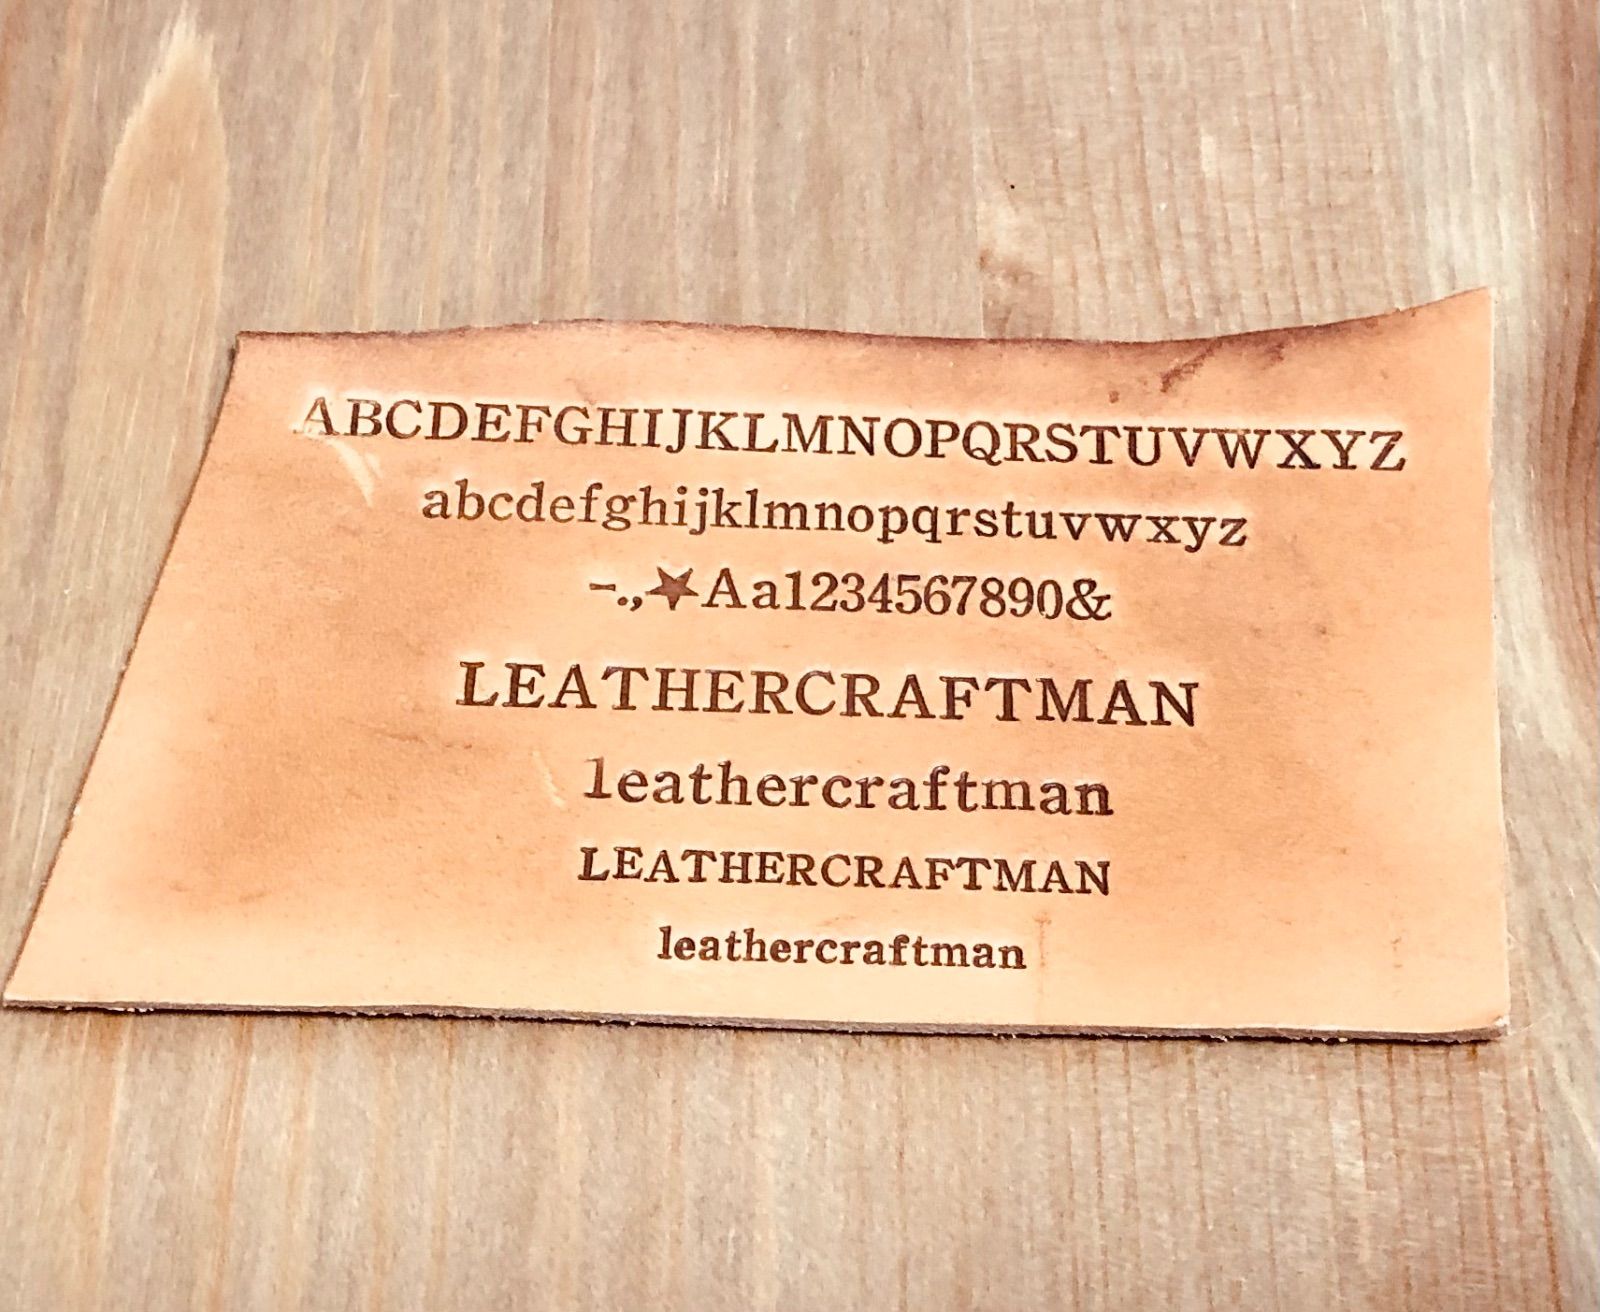 ABCDEFGHIJKLMNOPQRSTUVWXYZ
abcdefghijklmnopqrstuvwxyz
-.,★Aa1234567890&
LEATHERCRAFTMAN
leathercraftman
LEATHERCRAFTMAN
leathercraftman